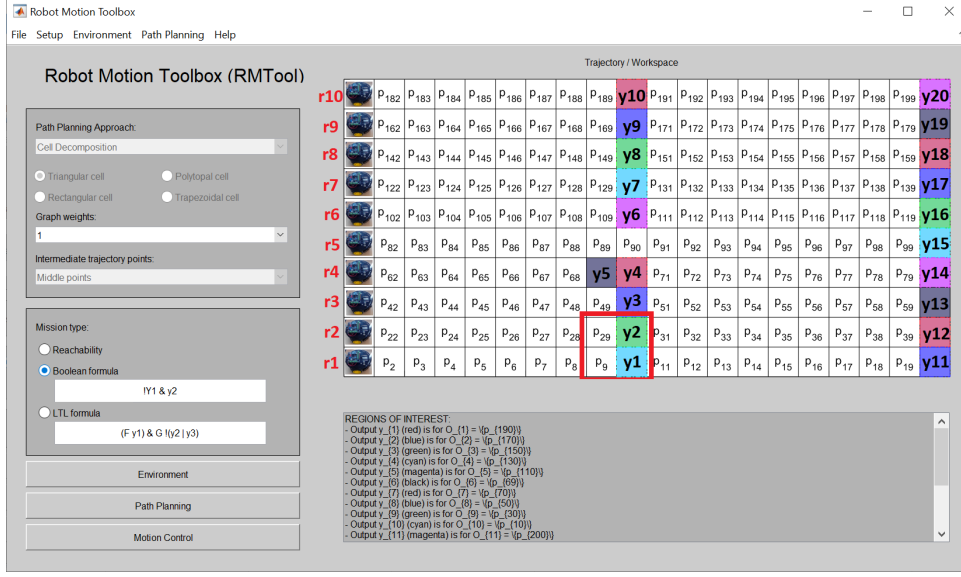 Robot Motion Toolbox
File Setup Environment Path Planning Help
Robot Motion Toolbox (RMTool)
Path Planning Approach:
Cell Decomposition
Triangular cell Polytopal cell
Rectangular cell Trapezoidal cell
Graph weights:
1
Intermediate trajectory points:
Middle points
Mission type:
Reachability
Boolean formula
!Y1 & y2
LTL formula
(F y1) & G !(y2 | y3)
Environment
Path Planning
Motion Control
Trajectory / Workspace
r10 p182 p183 p184 p185 p186 p187 p188 p189 y10 p191 p192 p193 p194 p195 p196 p197 p198 p199 y20
r9 p162 p163 p164 p165 p166 p167 p168 p169 y9 p171 p172 p173 p174 p175 p176 p177 p178 p179 y19
r8 p142 p143 p144 p145 p146 p147 p148 p149 y8 p151 p152 p153 p154 p155 p156 p157 p158 p159 y18
r7 p122 p123 p124 p125 p126 p127 p128 p129 y7 p131 p132 p133 p134 p135 p136 p137 p138 p139 y17
r6 p102 p103 p104 p105 p106 p107 p108 p109 y6 p111 p112 p113 p114 p115 p116 p117 p118 p119 y16
r5 p82 p83 p84 p85 p86 p87 p88 p89 p90 p91 p92 p93 p94 p95 p96 p97 p98 p99 y15
r4 p62 p63 p64 p65 p66 p67 p68 y5 y4 p71 p72 p73 p74 p75 p76 p77 p78 p79 y14
r3 p42 p43 p44 p45 p46 p47 p48 p49 y3 p51 p52 p53 p54 p55 p56 p57 p58 p59 y13
r2 p22 p23 p24 p25 p26 p27 p28 p29 y2 p31 p32 p33 p34 p35 p36 p37 p38 p39 y12
r1 p2 p3 p4 p5 p6 p7 p8 p9 y1 p11 p12 p13 p14 p15 p16 p17 p18 p19 y11
REGIONS OF INTEREST:
- Output y_{1} (red) is for O_{1} = \{p_{190}\}
- Output y_{2} (blue) is for O_{2} = \{p_{170}\}
- Output y_{3} (green) is for O_{3} = \{p_{150}\}
- Output y_{4} (cyan) is for O_{4} = \{p_{130}\}
- Output y_{5} (magenta) is for O_{5} = \{p_{110}\}
- Output y_{6} (black) is for O_{6} = \{p_{69}\}
- Output y_{7} (red) is for O_{7} = \{p_{70}\}
- Output y_{8} (blue) is for O_{8} = \{p_{50}\}
- Output y_{9} (green) is for O_{9} = \{p_{30}\}
- Output y_{10} (cyan) is for O_{10} = \{p_{10}\}
- Output y_{11} (magenta) is for O_{11} = \{p_{200}\}